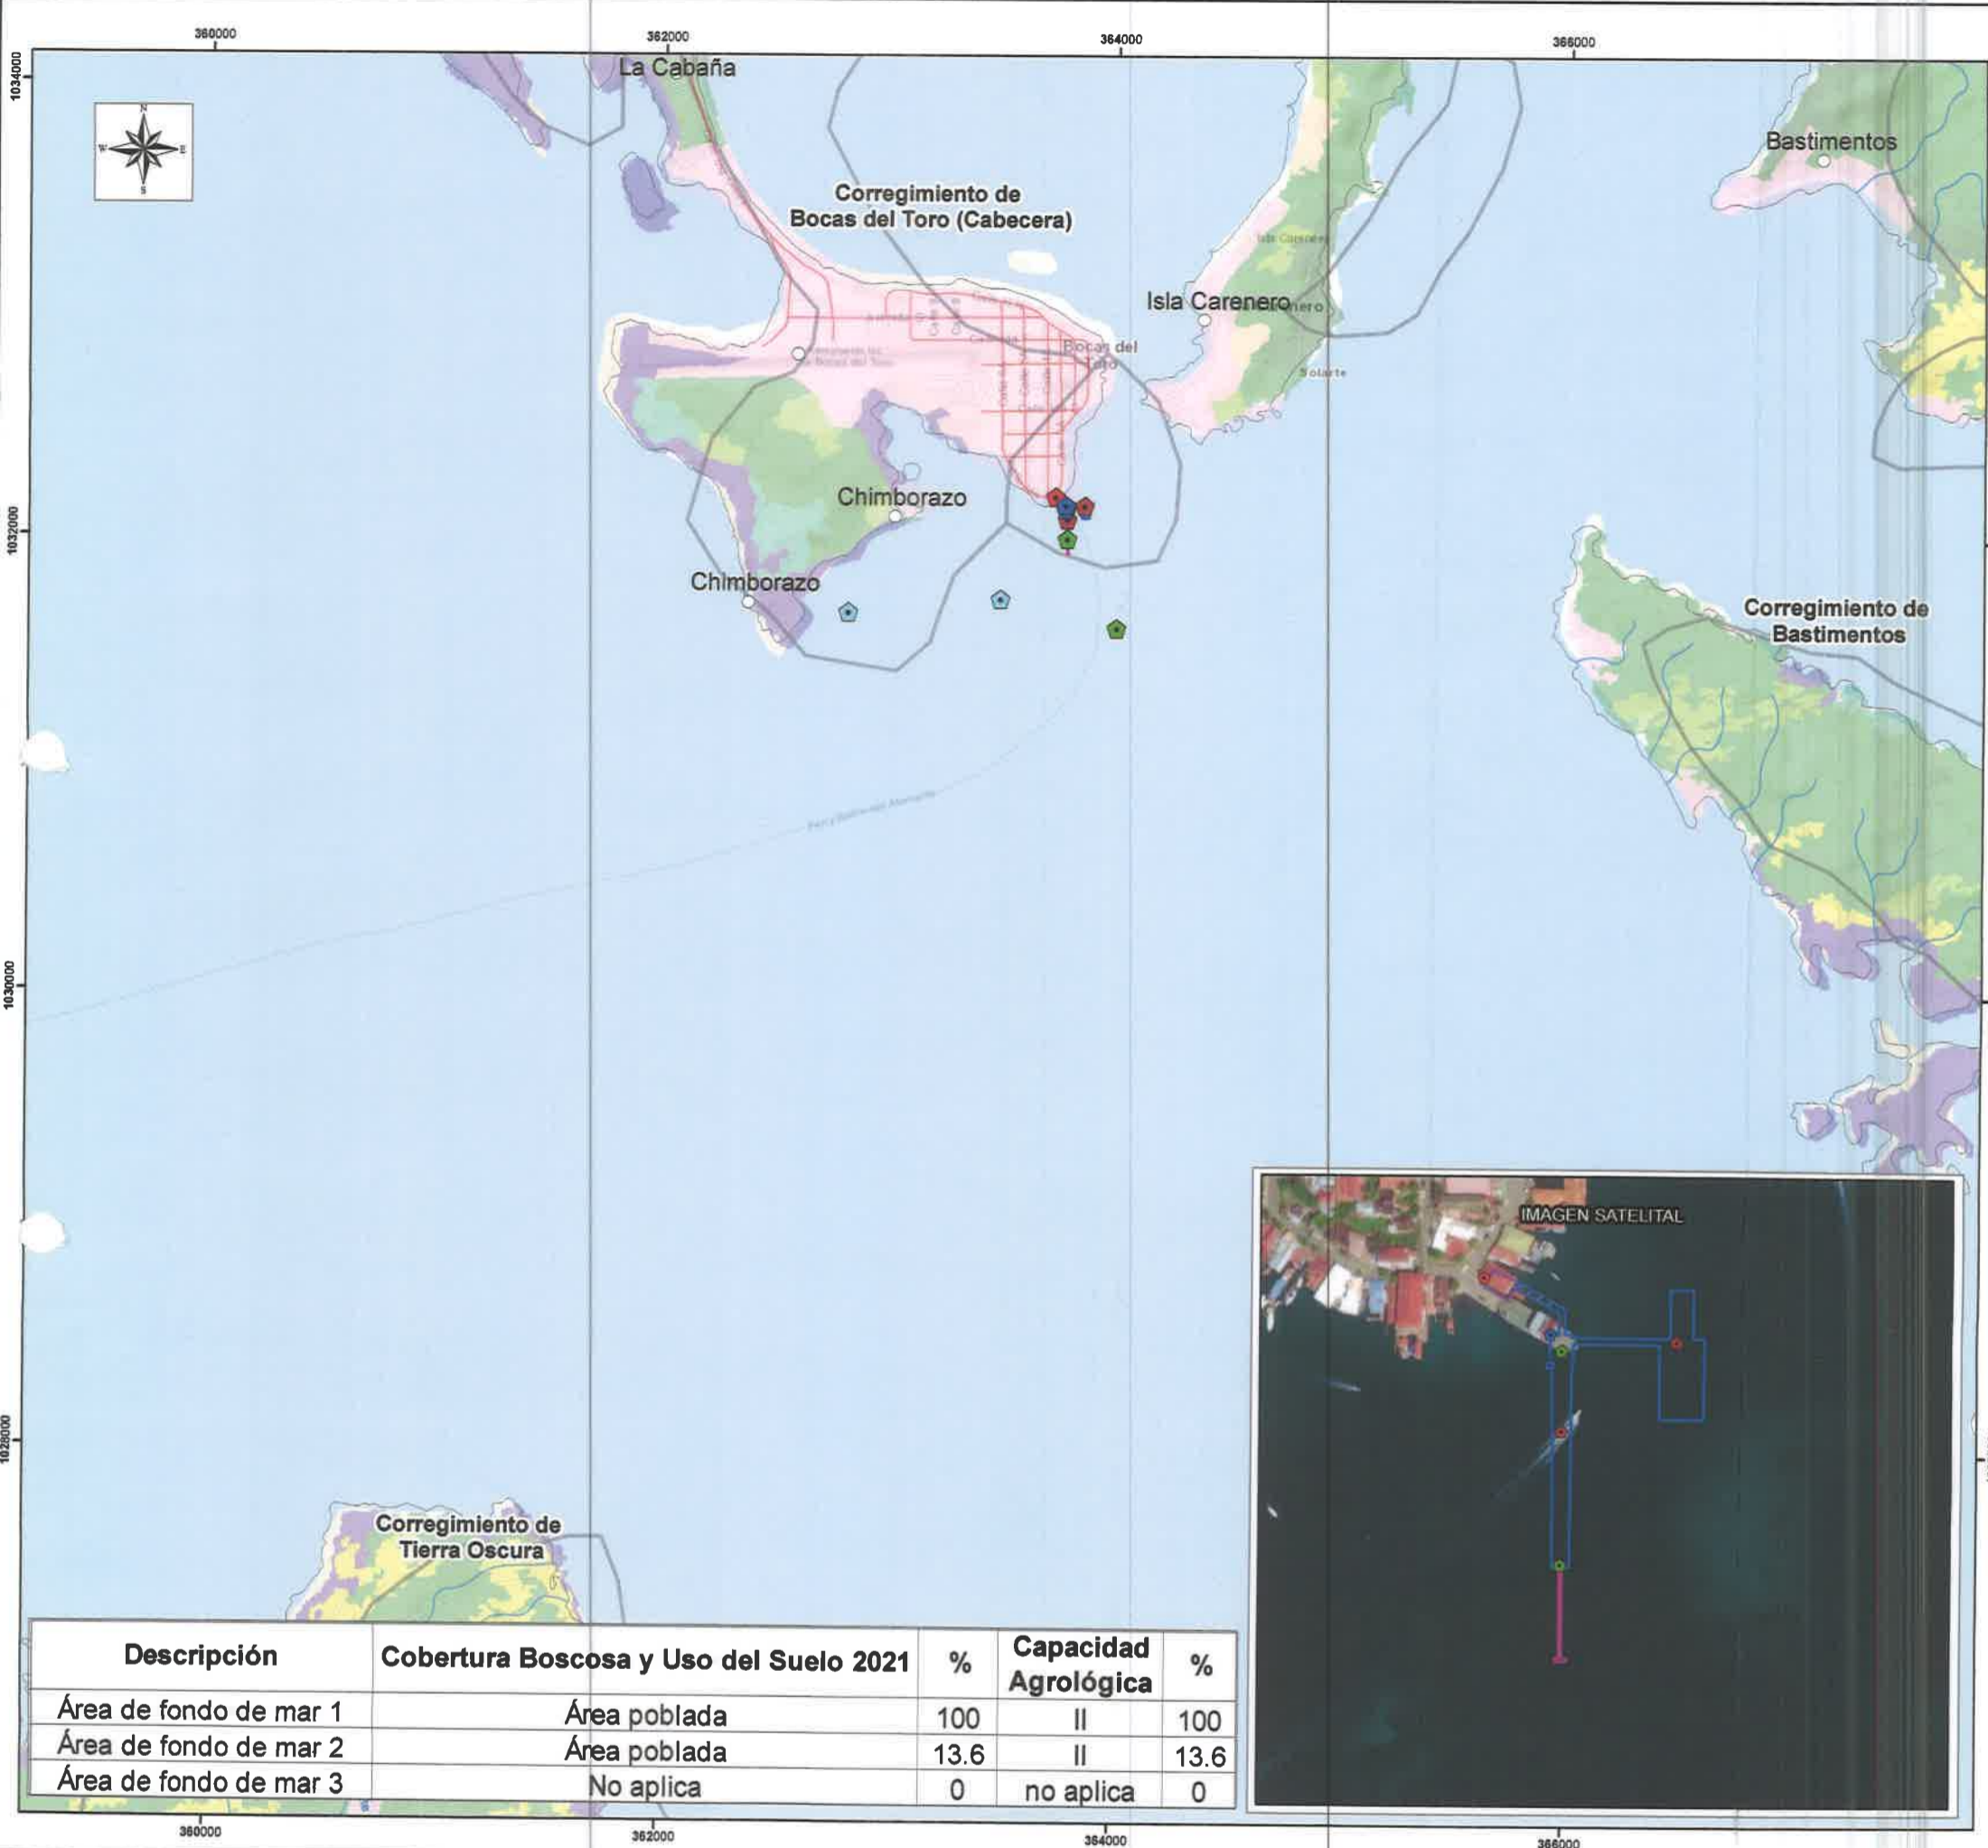 360000
362000
364000
366000
1034000
La Cabaña
N
W
E
S
Bastimentos
Corregimiento de
Bocas del Toro (Cabecera)
Isla Carenero
Isla Carenero
Bocas del
Toro
Solarte
Chimborazo
1032000
Chimborazo
Corregimiento de
Bastimentos
1030000
IMAGEN SATELITAL
1028000
Corregimiento de
Tierra Oscura
Descripción Cobertura Boscosa y Uso del Suelo 2021 % Capacidad Agrológica %
Área de fondo de mar 1 Área poblada 100 II 100
Área de fondo de mar 2 Área poblada 13.6 II 13.6
Área de fondo de mar 3 No aplica 0 no aplica 0
360000
362000
364000
366000